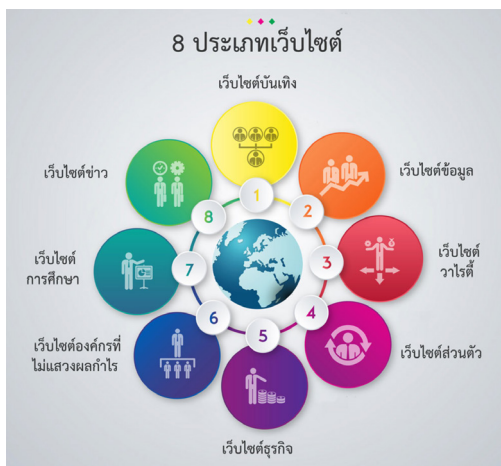 8 ประเภทเว็บไซต์
เว็บไซต์บันเทิง
เว็บไซต์ข้อมูล
เว็บไซต์
วาไรตี้
เว็บไซต์ส่วนตัว
เว็บไซต์ธุรกิจ
เว็บไซต์องค์กรที่
ไม่แสวงผลกำไร
เว็บไซต์
การศึกษา
เว็บไซต์ข่าว
1
2
3
4
5
6
7
8